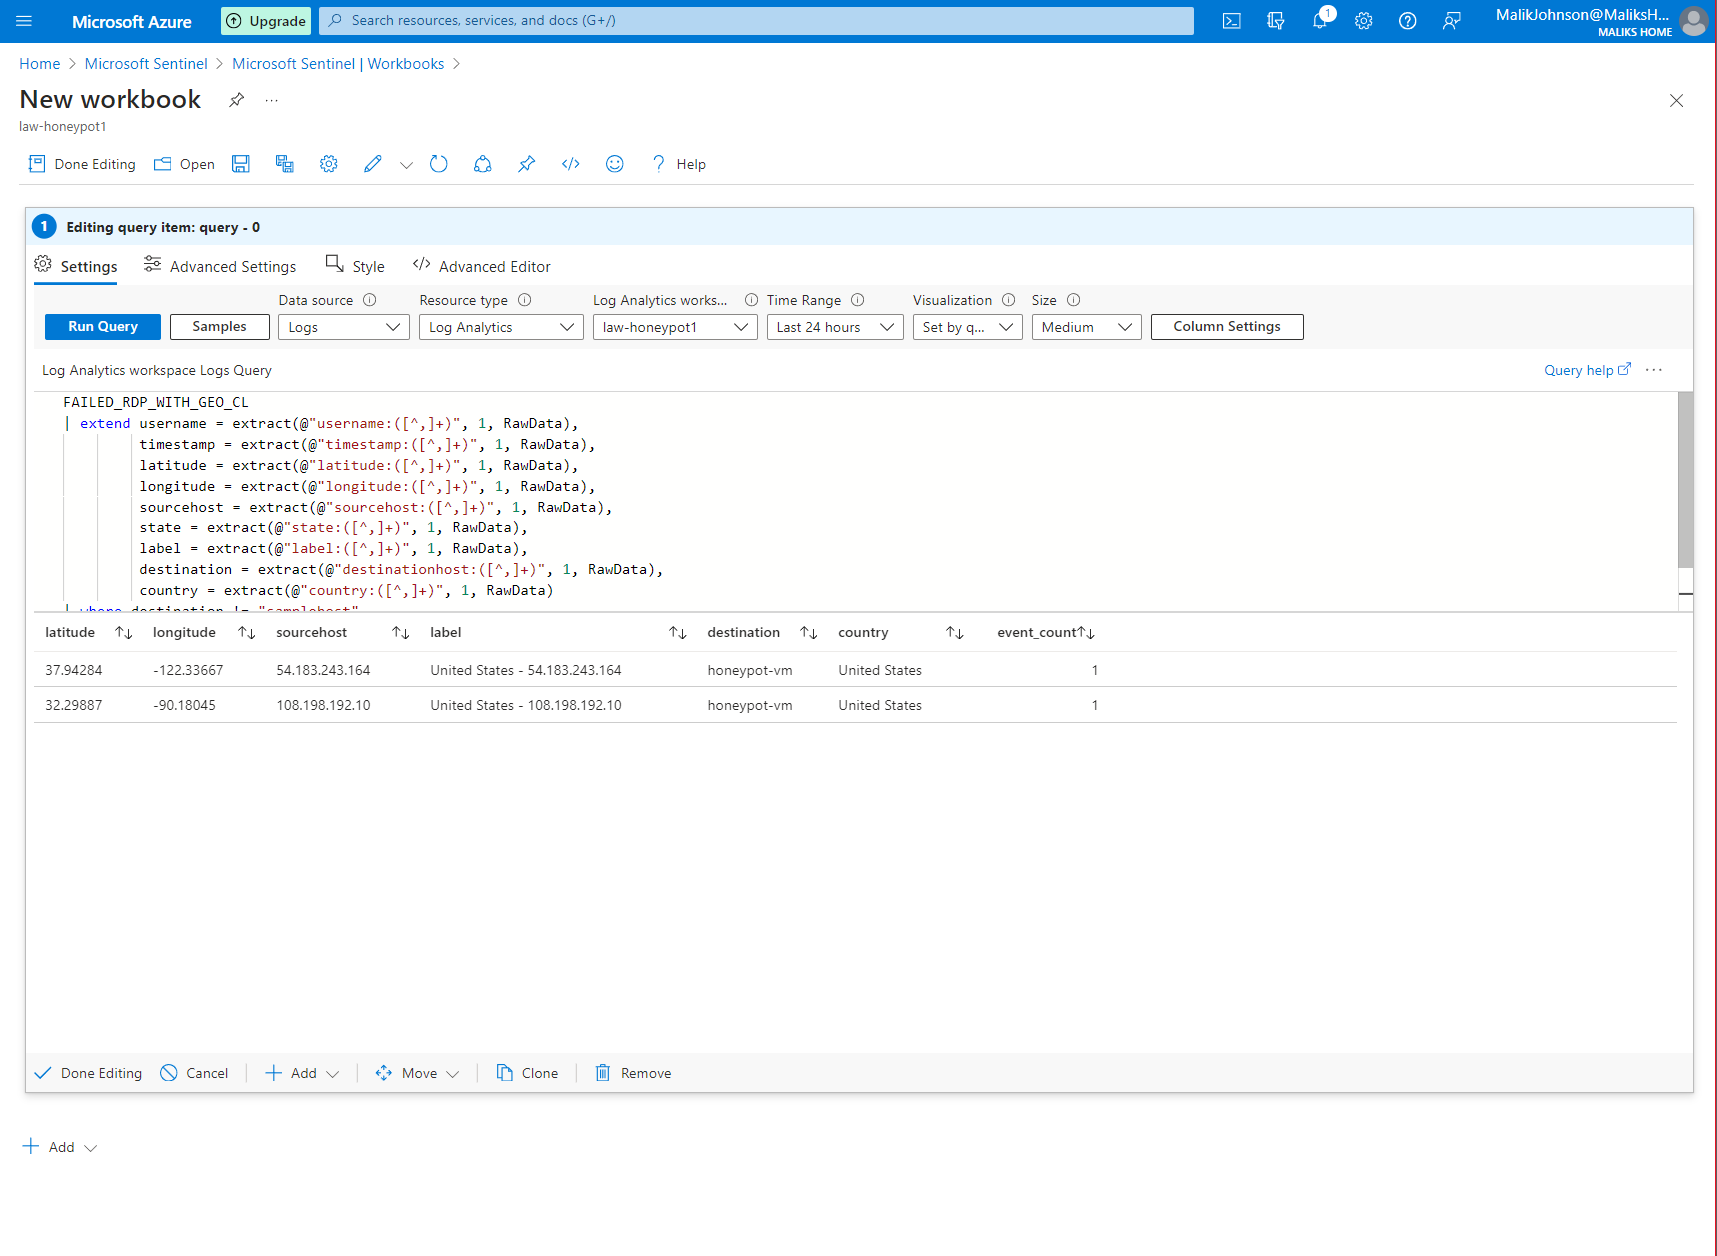 Microsoft Azure
Upgrade
Search resources, services, and docs (G+/)
1
MalikJohnson@MaliksH...
MALIKS HOME
Home > Microsoft Sentinel > Microsoft Sentinel | Workbooks >
New workbook
...
law-honeypot1
Done Editing
Open
Help
1 Editing query item: query - 0
Settings
Advanced Settings
Style
Advanced Editor
Data source
Resource type
Log Analytics works...
Time Range
Visualization
Size
Run Query
Samples
Logs
Log Analytics
law-honeypot1
Last 24 hours
Set by q...
Medium
Column Settings
Log Analytics workspace Logs Query
Query help
...
FAILED_RDP_WITH_GEO_CL
| extend username = extract(@"username:([^,]+)", 1, RawData),
timestamp = extract(@"timestamp:([^,]+)", 1, RawData),
latitude = extract(@"latitude:([^,]+)", 1, RawData),
longitude = extract(@"longitude:([^,]+)", 1, RawData),
sourcehost = extract(@"sourcehost:([^,]+)", 1, RawData),
state = extract(@"state:([^,]+)", 1, RawData),
label = extract(@"label:([^,]+)", 1, RawData),
destination = extract(@"destinationhost:([^,]+)", 1, RawData),
country = extract(@"country:([^,]+)", 1, RawData)
| where destination != "samplehost"
latitude longitude sourcehost label destination country event_count
37.94284 -122.33667 54.183.243.164 United States - 54.183.243.164 honeypot-vm United States 1
32.29887 -90.18045 108.198.192.10 United States - 108.198.192.10 honeypot-vm United States 1
Done Editing
Cancel
Add
Move
Clone
Remove
Add